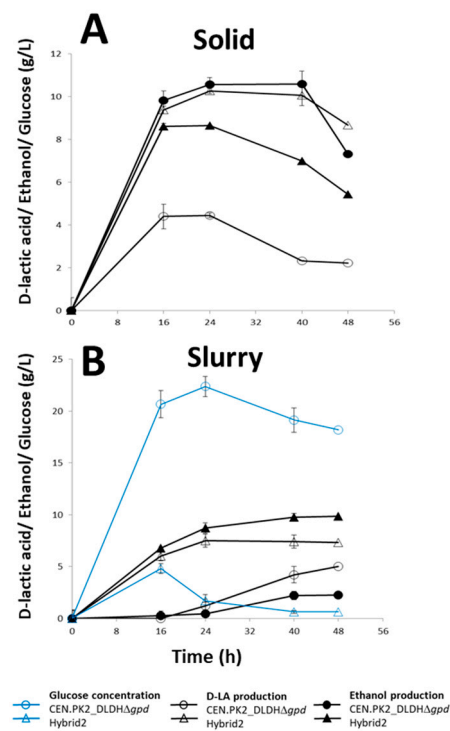 A
Solid
D-lactic acid/ Ethanol/ Glucose (g/L)
12
10
8
6
4
2
0
0 8 16 24 32 40 48 56
B
Slurry
D-lactic acid/ Ethanol/ Glucose (g/L)
25
20
15
10
5
0
0 8 16 24 32 40 48 56
Time (h)
Glucose concentration
CEN.PK2_DLDHΔgpd
Hybrid2
D-LA production
CEN.PK2_DLDHΔgpd
Hybrid2
Ethanol production
CEN.PK2_DLDHΔgpd
Hybrid2